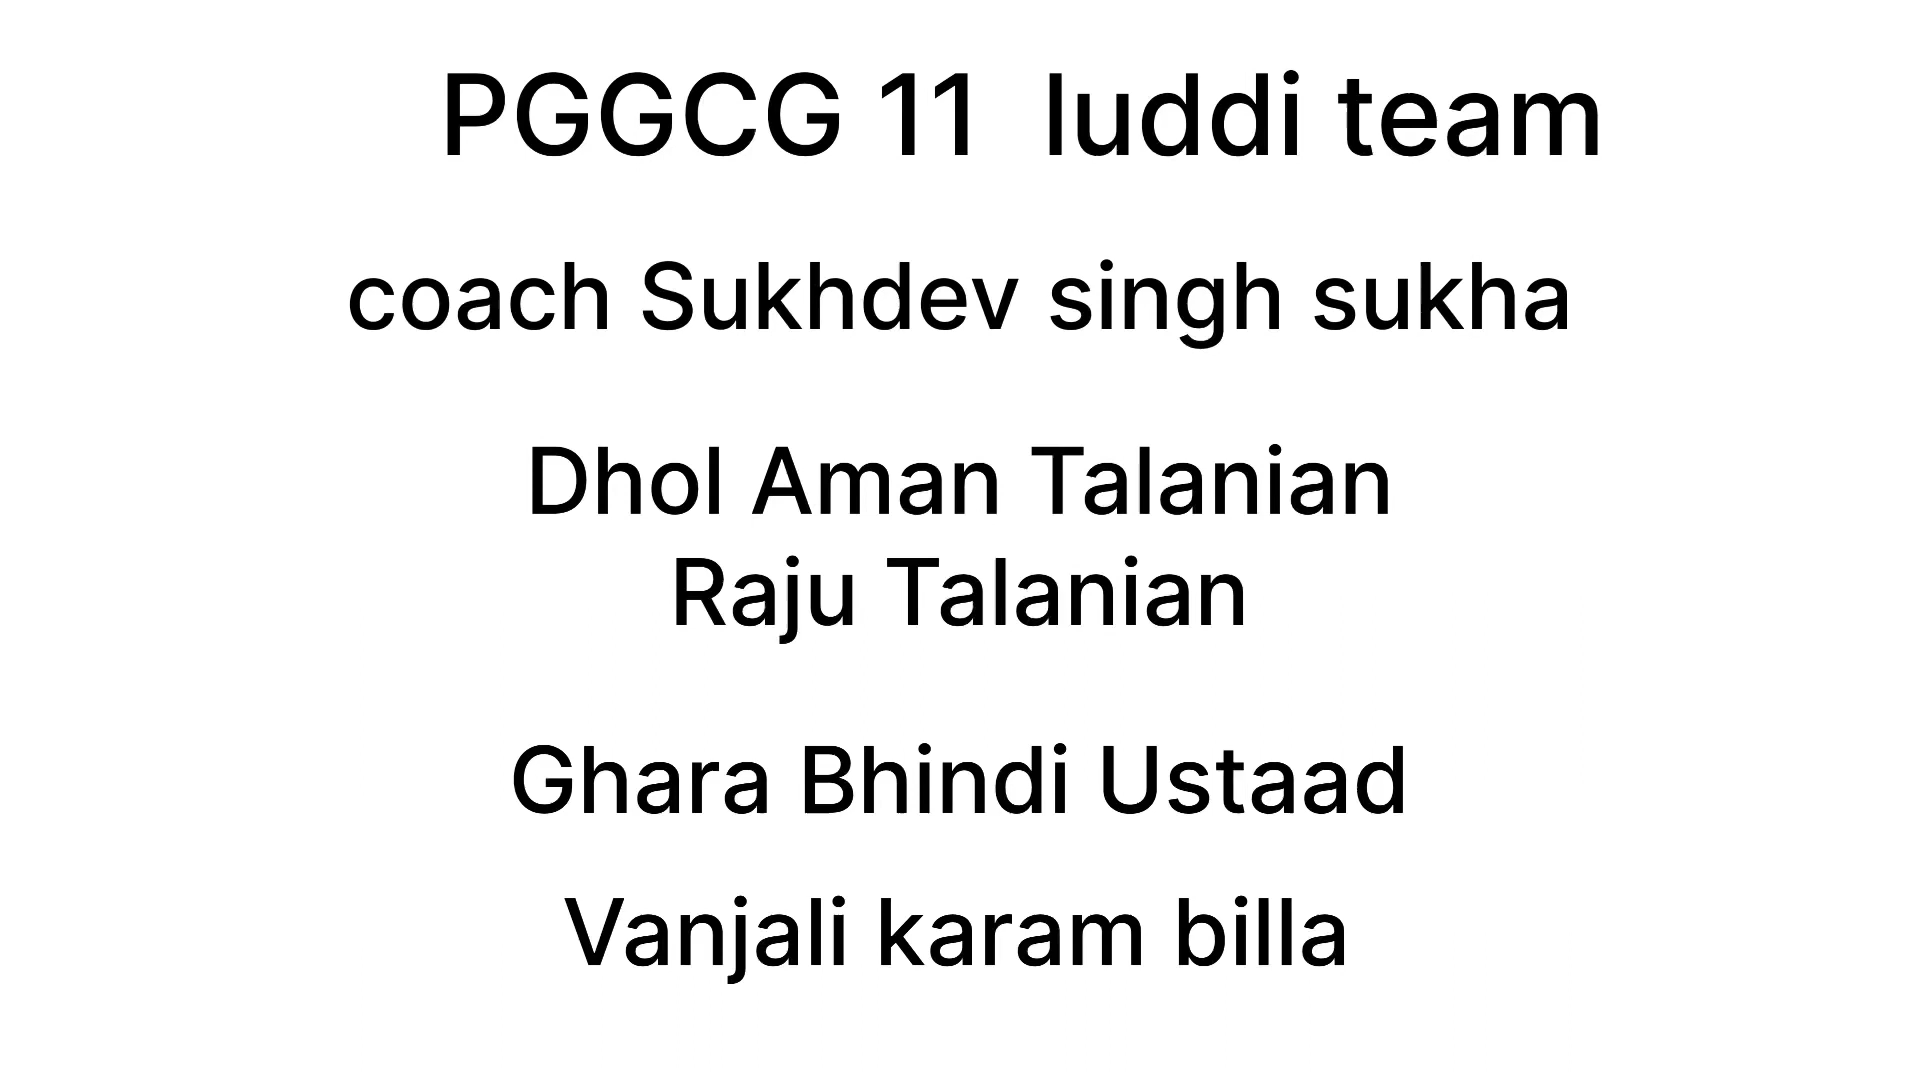 PGGCG 11 luddi team
coach Sukhdev singh sukha
Dhol Aman Talanian
Raju Talanian
Ghara Bhindi Ustaad
Vanjali karam billa